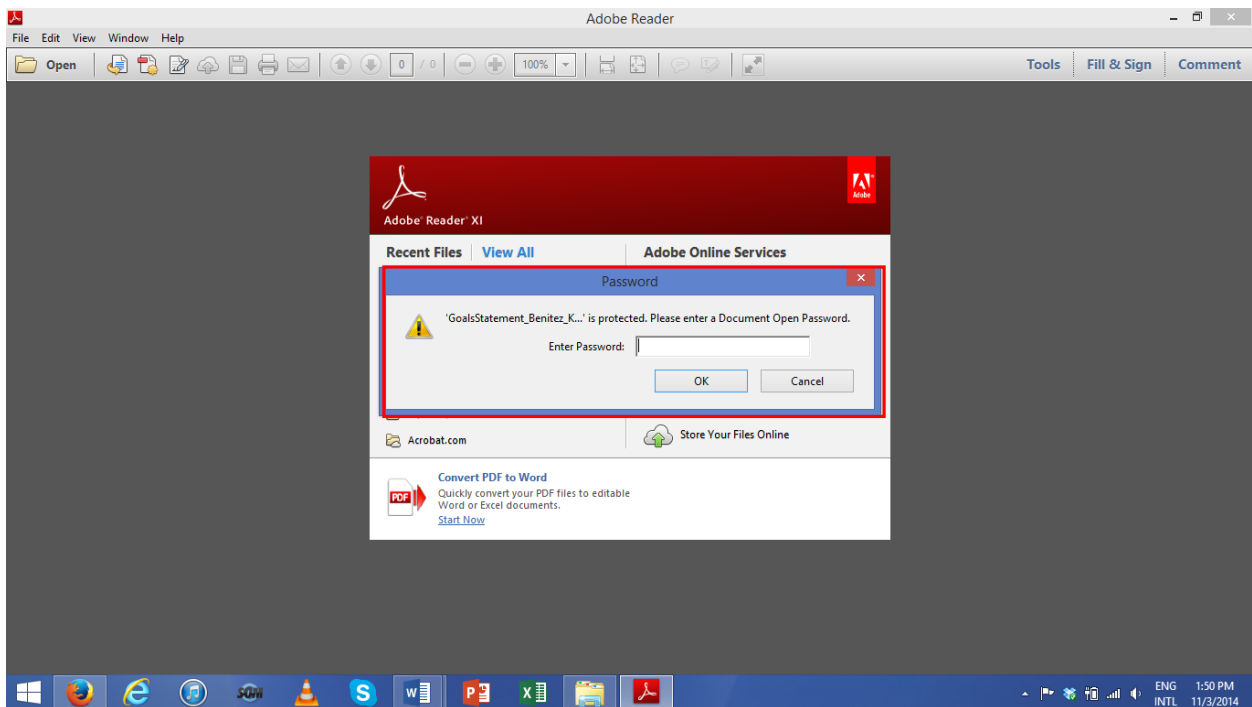 Adobe Reader
File Edit View Window Help
Open 0 / 0 100% Tools Fill & Sign Comment
Adobe
Adobe® Reader® XI
Recent Files View All Adobe Online Services
Password
'GoalsStatement_Benitez_K...' is protected. Please enter a Document Open Password.
Enter Password:
OK Cancel
Acrobat.com Store Your Files Online
Convert PDF to Word
PDF Quickly convert your PDF files to editable
Word or Excel documents.
Start Now
ENG 1:50 PM
INTL 11/3/2014